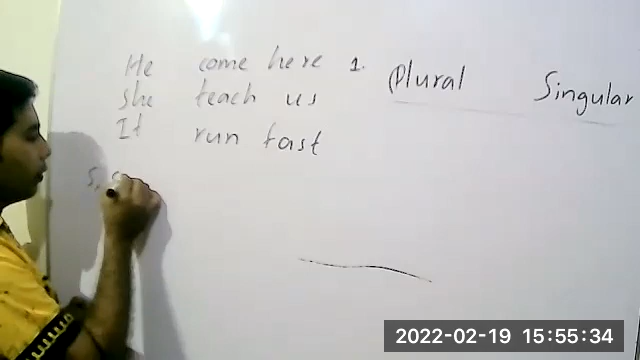 He come here 1. Plural Singular
She teach us
It run fast
s,
2022-02-19 15:55:34